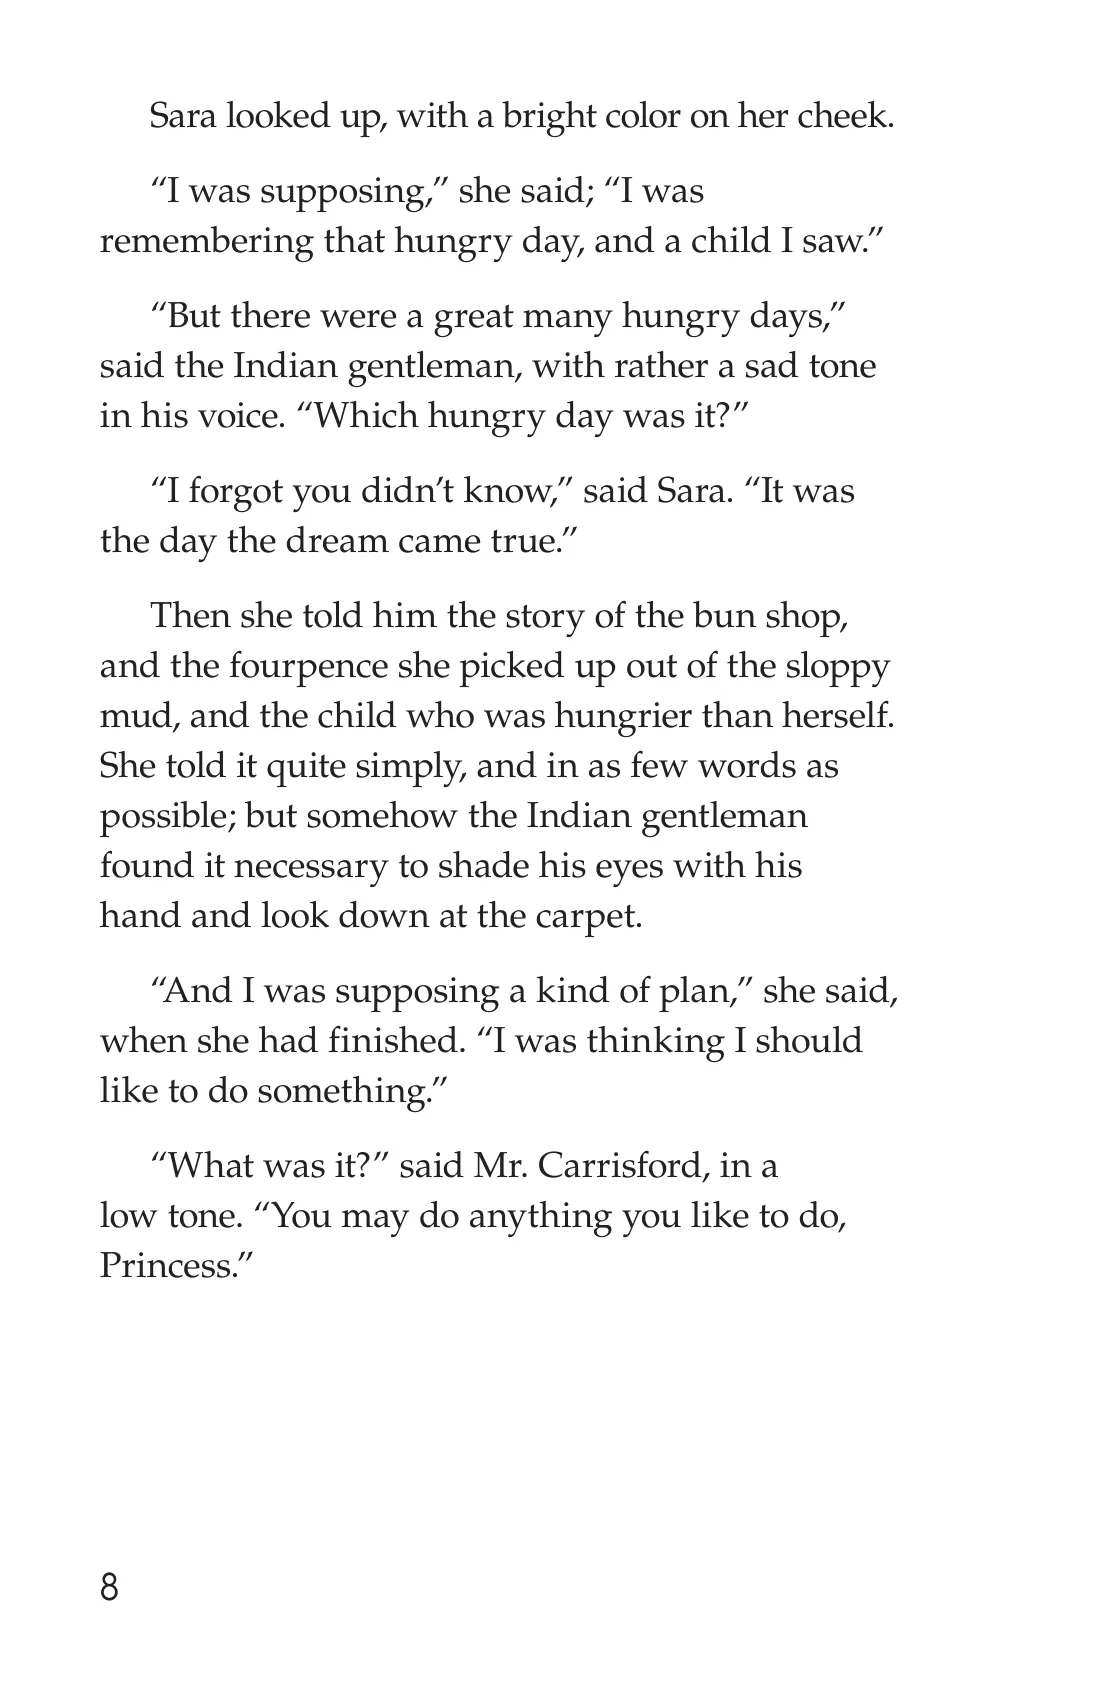 Sara looked up, with a bright color on her cheek.
“I was supposing,” she said; “I was
remembering that hungry day, and a child I saw.”
“But there were a great many hungry days,”
said the Indian gentleman, with rather a sad tone
in his voice. “Which hungry day was it?”
“I forgot you didn’t know,” said Sara. “It was
the day the dream came true.”
Then she told him the story of the bun shop,
and the fourpence she picked up out of the sloppy
mud, and the child who was hungrier than herself.
She told it quite simply, and in as few words as
possible; but somehow the Indian gentleman
found it necessary to shade his eyes with his
hand and look down at the carpet.
“And I was supposing a kind of plan,” she said,
when she had finished. “I was thinking I should
like to do something.”
“What was it?” said Mr. Carrisford, in a
low tone. “You may do anything you like to do,
Princess.”
8